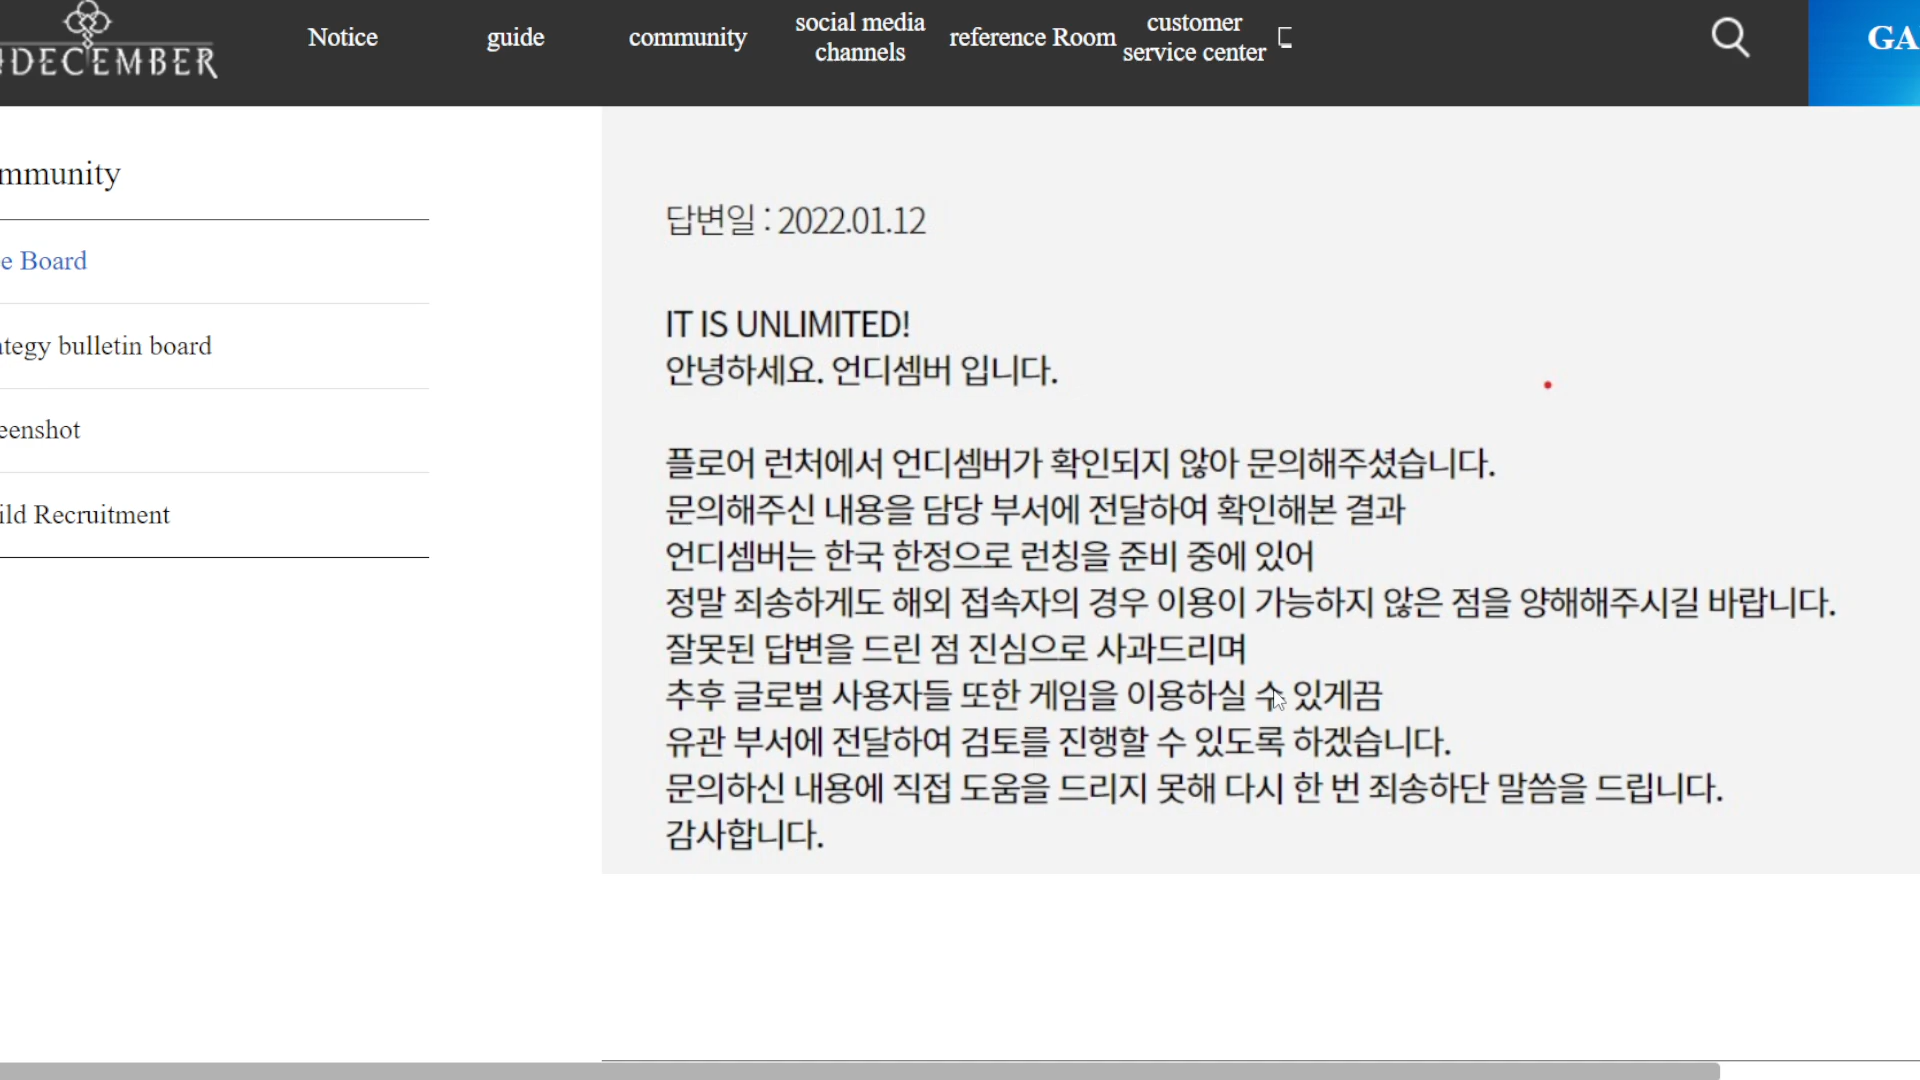 DECEMBER
Notice
guide
community
social media
channels
reference Room
customer
service center
GA
mmunity
e Board
tegy bulletin board
eenshot
ild Recruitment
답변일 : 2022.01.12
IT IS UNLIMITED!
안녕하세요. 언디셈버 입니다.
플로어 런처에서 언디셈버가 확인되지 않아 문의해주셨습니다.
문의해주신 내용을 담당 부서에 전달하여 확인해본 결과
언디셈버는 한국 한정으로 런칭을 준비 중에 있어
정말 죄송하게도 해외 접속자의 경우 이용이 가능하지 않은 점을 양해해주시길 바랍니다.
잘못된 답변을 드린 점 진심으로 사과드리며
추후 글로벌 사용자들 또한 게임을 이용하실 수 있게끔
유관 부서에 전달하여 검토를 진행할 수 있도록 하겠습니다.
문의하신 내용에 직접 도움을 드리지 못해 다시 한 번 죄송하단 말씀을 드립니다.
감사합니다.